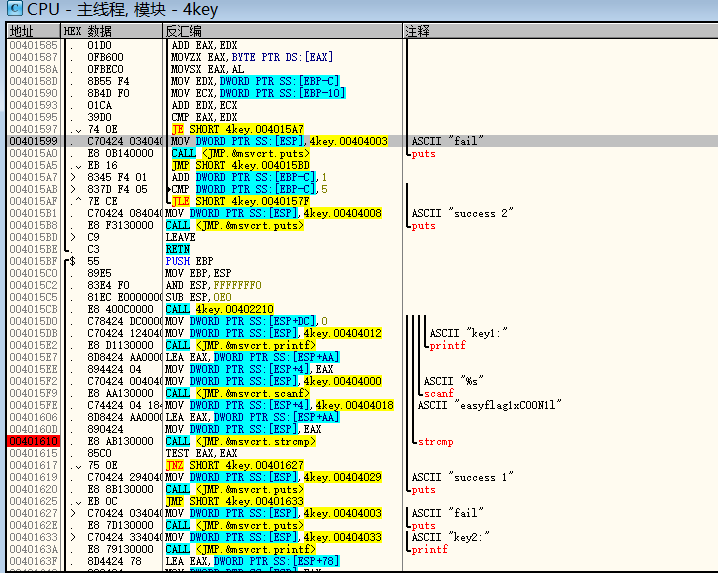 CPU - 主线程, 模块 - 4key
地址 HEX 数据 反汇编 注释
00401585 . 01D0 ADD EAX,EDX
00401587 . 0FB600 MOVZX EAX,BYTE PTR DS:[EAX]
0040158A . 0FBEC0 MOVSX EAX,AL
0040158D . 8B55 F4 MOV EDX,DWORD PTR SS:[EBP-C]
00401590 . 8B4D F0 MOV ECX,DWORD PTR SS:[EBP-10]
00401593 . 01CA ADD EDX,ECX
00401595 . 39D0 CMP EAX,EDX
00401597 .⌄ 74 0E JE SHORT 4key.004015A7
00401599 . C70424 034040 MOV DWORD PTR SS:[ESP],4key.00404003 ASCII "fail"
004015A0 . E8 0B140000 CALL <JMP.&msvcrt.puts> puts
004015A5 .⌄ EB 16 JMP SHORT 4key.004015BD
004015A7 > 8345 F4 01 ADD DWORD PTR SS:[EBP-C],1
004015AB > 837D F4 05 CMP DWORD PTR SS:[EBP-C],5
004015AF .^ 7E CE JLE SHORT 4key.0040157F
004015B1 . C70424 084040 MOV DWORD PTR SS:[ESP],4key.00404008 ASCII "success 2"
004015B8 . E8 F3130000 CALL <JMP.&msvcrt.puts> puts
004015BD > C9 LEAVE
004015BE . C3 RETN
004015BF $ 55 PUSH EBP
004015C0 . 89E5 MOV EBP,ESP
004015C2 . 83E4 F0 AND ESP,FFFFFFF0
004015C5 . 81EC E0000000 SUB ESP,0E0
004015CB . E8 400C0000 CALL 4key.00402210
004015D0 . C78424 DC0000 MOV DWORD PTR SS:[ESP+DC],0
004015DB . C70424 124040 MOV DWORD PTR SS:[ESP],4key.00404012 ASCII "key1:"
004015E2 . E8 D1130000 CALL <JMP.&msvcrt.printf> printf
004015E7 . 8D8424 AA0000 LEA EAX,DWORD PTR SS:[ESP+AA]
004015EE . 894424 04 MOV DWORD PTR SS:[ESP+4],EAX
004015F2 . C70424 004040 MOV DWORD PTR SS:[ESP],4key.00404000 ASCII "%s"
004015F9 . E8 AA130000 CALL <JMP.&msvcrt.scanf> scanf
004015FE . C74424 04 184 MOV DWORD PTR SS:[ESP+4],4key.00404018 ASCII "easyflag1xC00N1l"
00401606 . 8D8424 AA0000 LEA EAX,DWORD PTR SS:[ESP+AA]
0040160D . 890424 MOV DWORD PTR SS:[ESP],EAX
00401610 . E8 AB130000 CALL <JMP.&msvcrt.strcmp> strcmp
00401615 . 85C0 TEST EAX,EAX
00401617 .⌄ 75 0E JNZ SHORT 4key.00401627
00401619 . C70424 294040 MOV DWORD PTR SS:[ESP],4key.00404029 ASCII "success 1"
00401620 . E8 8B130000 CALL <JMP.&msvcrt.puts> puts
00401625 .⌄ EB 0C JMP SHORT 4key.00401633
00401627 > C70424 034040 MOV DWORD PTR SS:[ESP],4key.00404003 ASCII "fail"
0040162E . E8 7D130000 CALL <JMP.&msvcrt.puts> puts
00401633 > C70424 334040 MOV DWORD PTR SS:[ESP],4key.00404033 ASCII "key2:"
0040163A . E8 79130000 CALL <JMP.&msvcrt.printf> printf
0040163F . 8D4424 78 LEA EAX,DWORD PTR SS:[ESP+78]